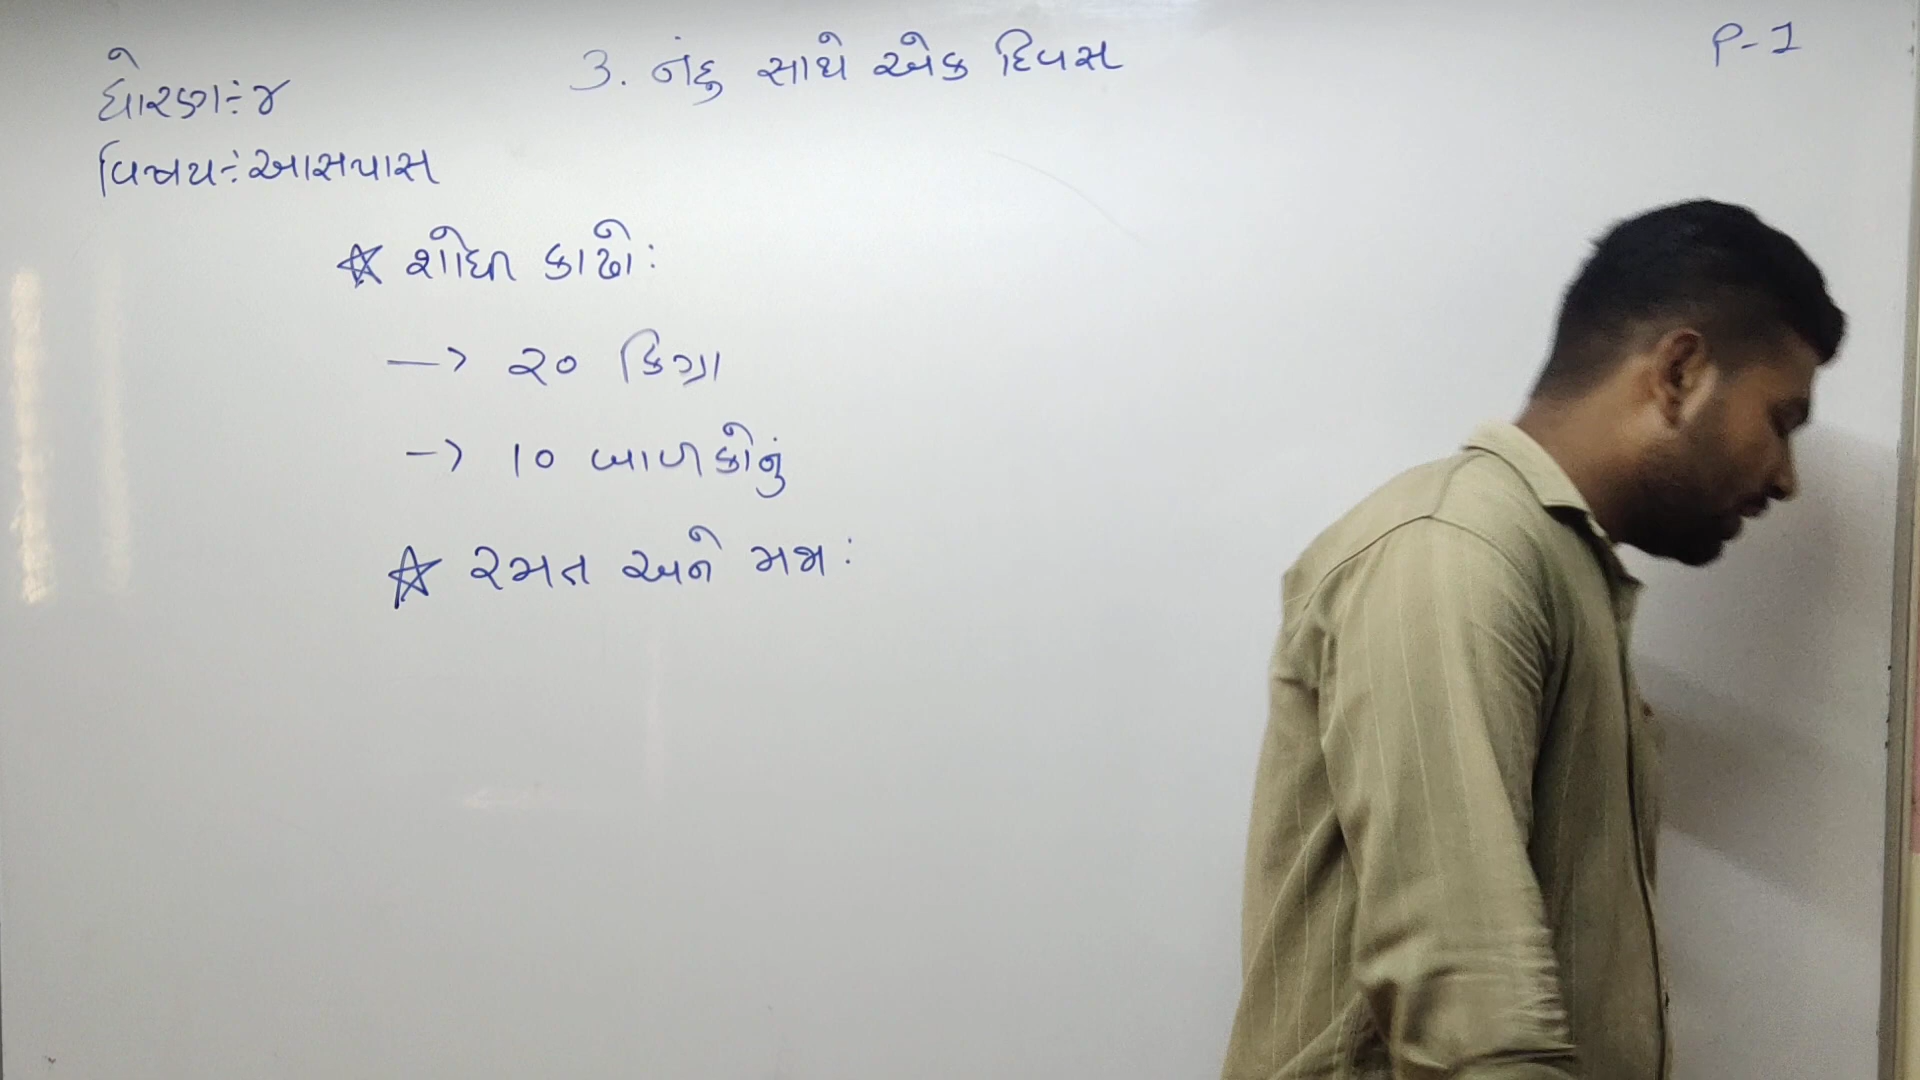 ધોરણ:-૪
3. નંદુ સાથે એક દિવસ
P-1
વિષય:-આસપાસ
☆ શોધી કાઢો:
→ ૨૦ કિગ્રા
→ 10 બાળકોનું
☆ રમત અને મજા: